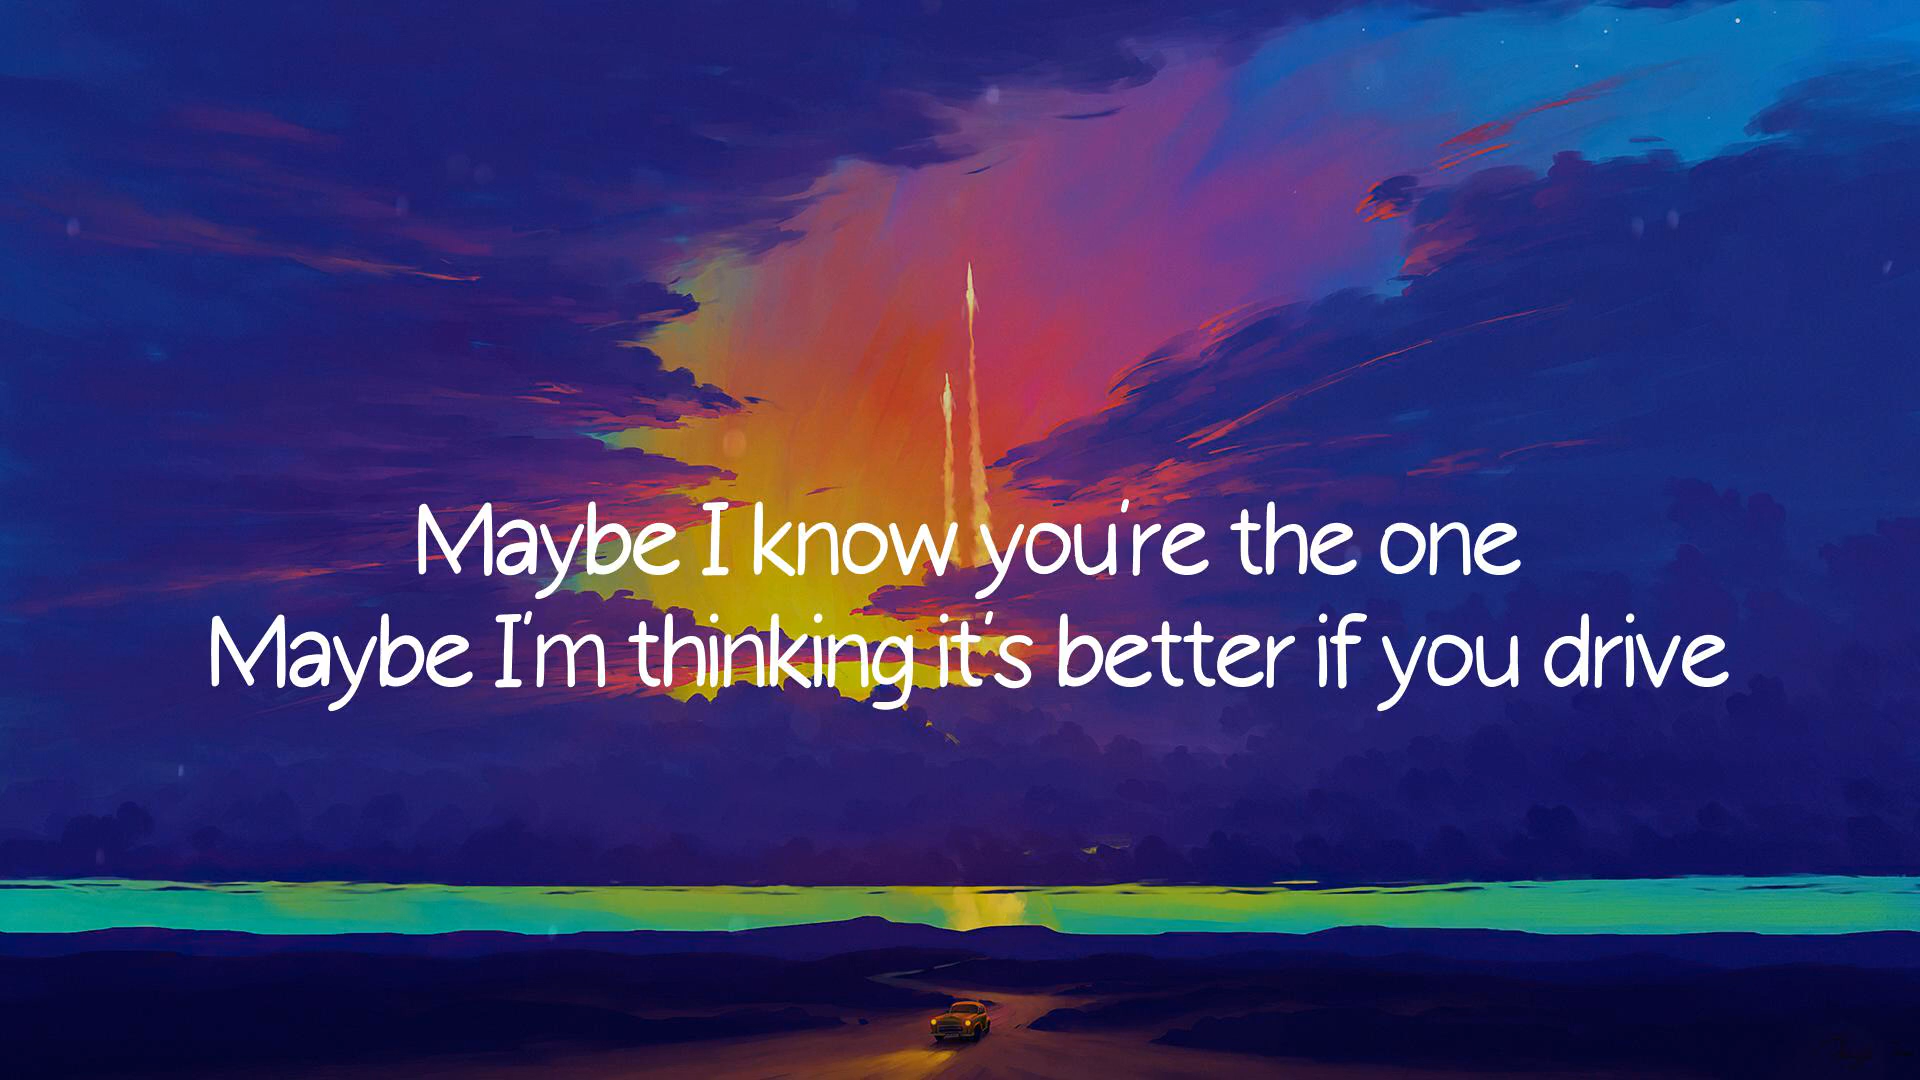 Maybe I know you're the one
Maybe I'm thinking it's better if you drive